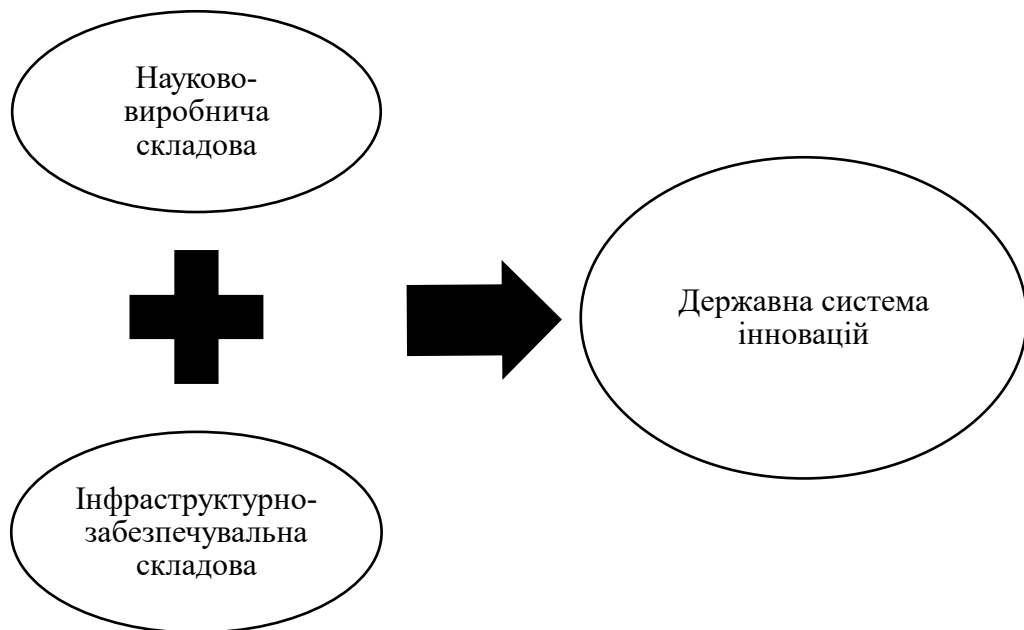 Науково-
виробнича
складова
Державна система
інновацій
Інфраструктурно-
забезпечувальна
складова